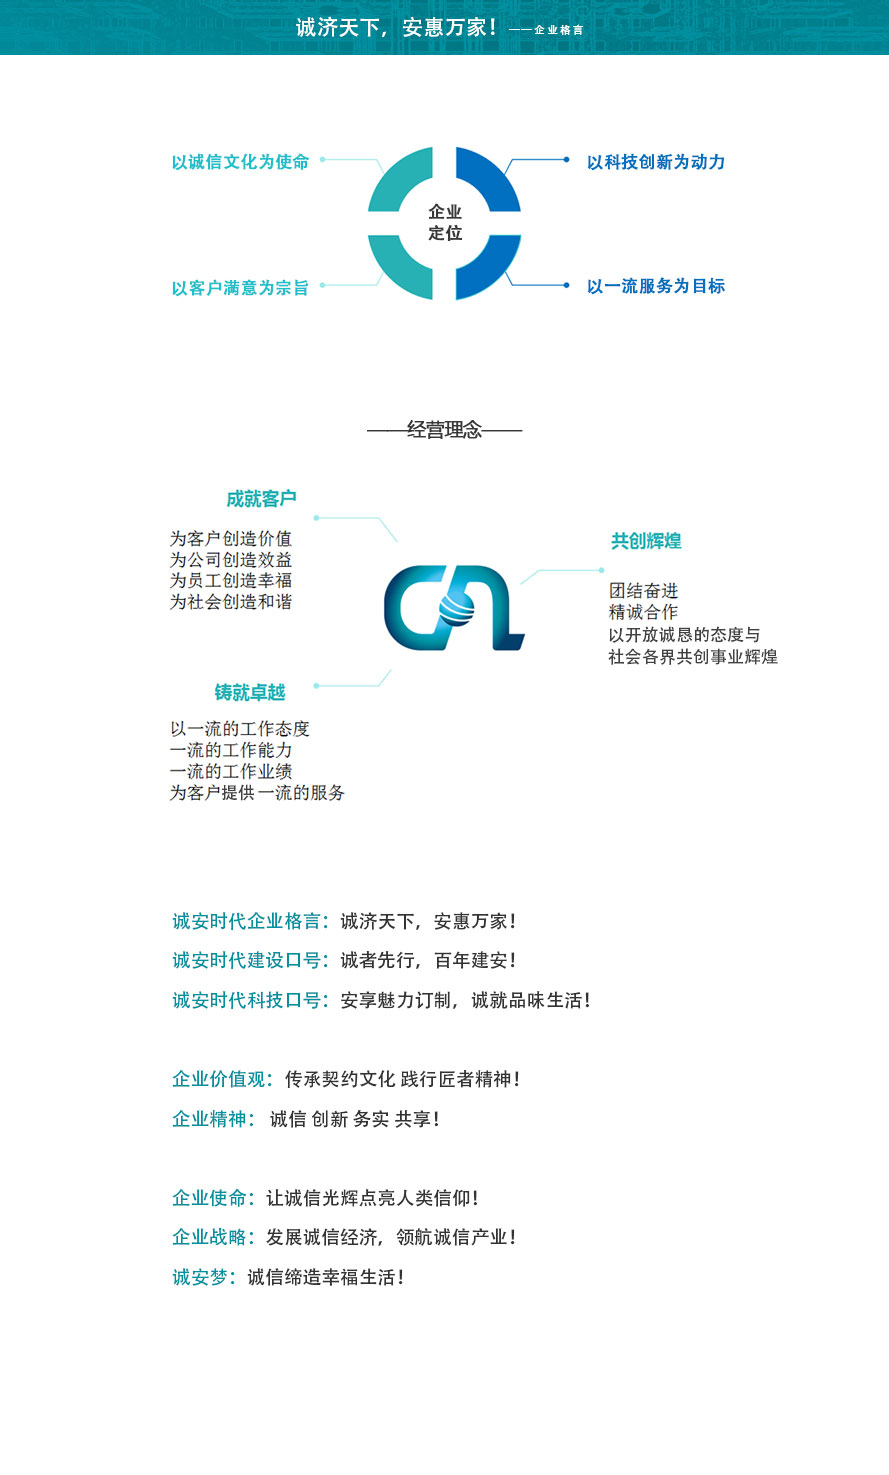 诚济天下，安惠万家！——企业格言
以诚信文化为使命
以科技创新为动力
企业
定位
以客户满意为宗旨
以一流服务为目标
——经营理念——
成就客户
为客户创造价值
为公司创造效益
为员工创造幸福
为社会创造和谐
共创辉煌
团结奋进
精诚合作
以开放诚恳的态度与
社会各界共创事业辉煌
铸就卓越
以一流的工作态度
一流的工作能力
一流的工作业绩
为客户提供一流的服务
诚安时代企业格言：诚济天下，安惠万家！
诚安时代建设口号：诚者先行，百年建安！
诚安时代科技口号：安享魅力订制，诚就品味生活！
企业价值观：传承契约文化 践行匠者精神！
企业精神： 诚信 创新 务实 共享！
企业使命：让诚信光辉点亮人类信仰！
企业战略：发展诚信经济，领航诚信产业！
诚安梦：诚信缔造幸福生活！